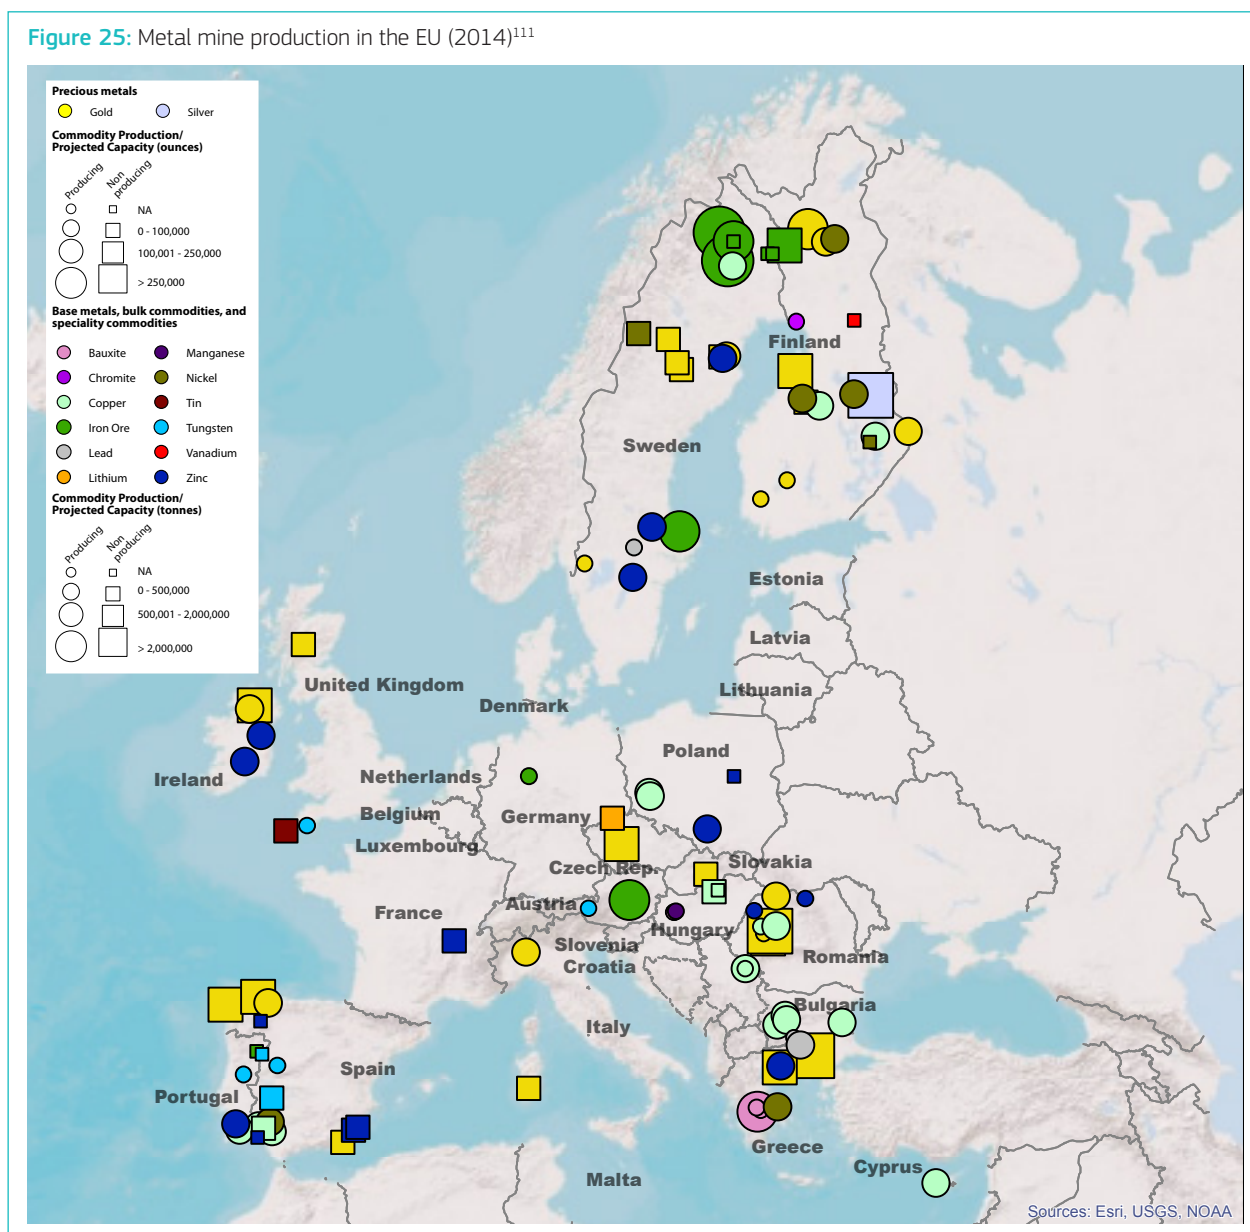 Figure 25: Metal mine production in the EU (2014)111
Precious metals
Gold Silver
Commodity Production/
Projected Capacity (ounces)
Producing
Non
producing
NA
0 - 100,000
100,001 - 250,000
> 250,000
Base metals, bulk commodities, and
speciality commodities
Bauxite Manganese
Chromite Nickel
Copper Tin
Iron Ore Tungsten
Lead Vanadium
Lithium Zinc
Commodity Production/
Projected Capacity (tonnes)
Producing
Non
producing
NA
0 - 500,000
500,001 - 2,000,000
> 2,000,000
Finland
Sweden
Estonia
Latvia
Lithuania
United Kingdom
Denmark
Poland
Ireland
Netherlands
Belgium
Germany
Luxembourg
Czech Rep.
Slovakia
Austria
France
Hungary
Slovenia
Romania
Croatia
Bulgaria
Italy
Spain
Portugal
Greece
Cyprus
Malta
Sources: Esri, USGS, NOAA